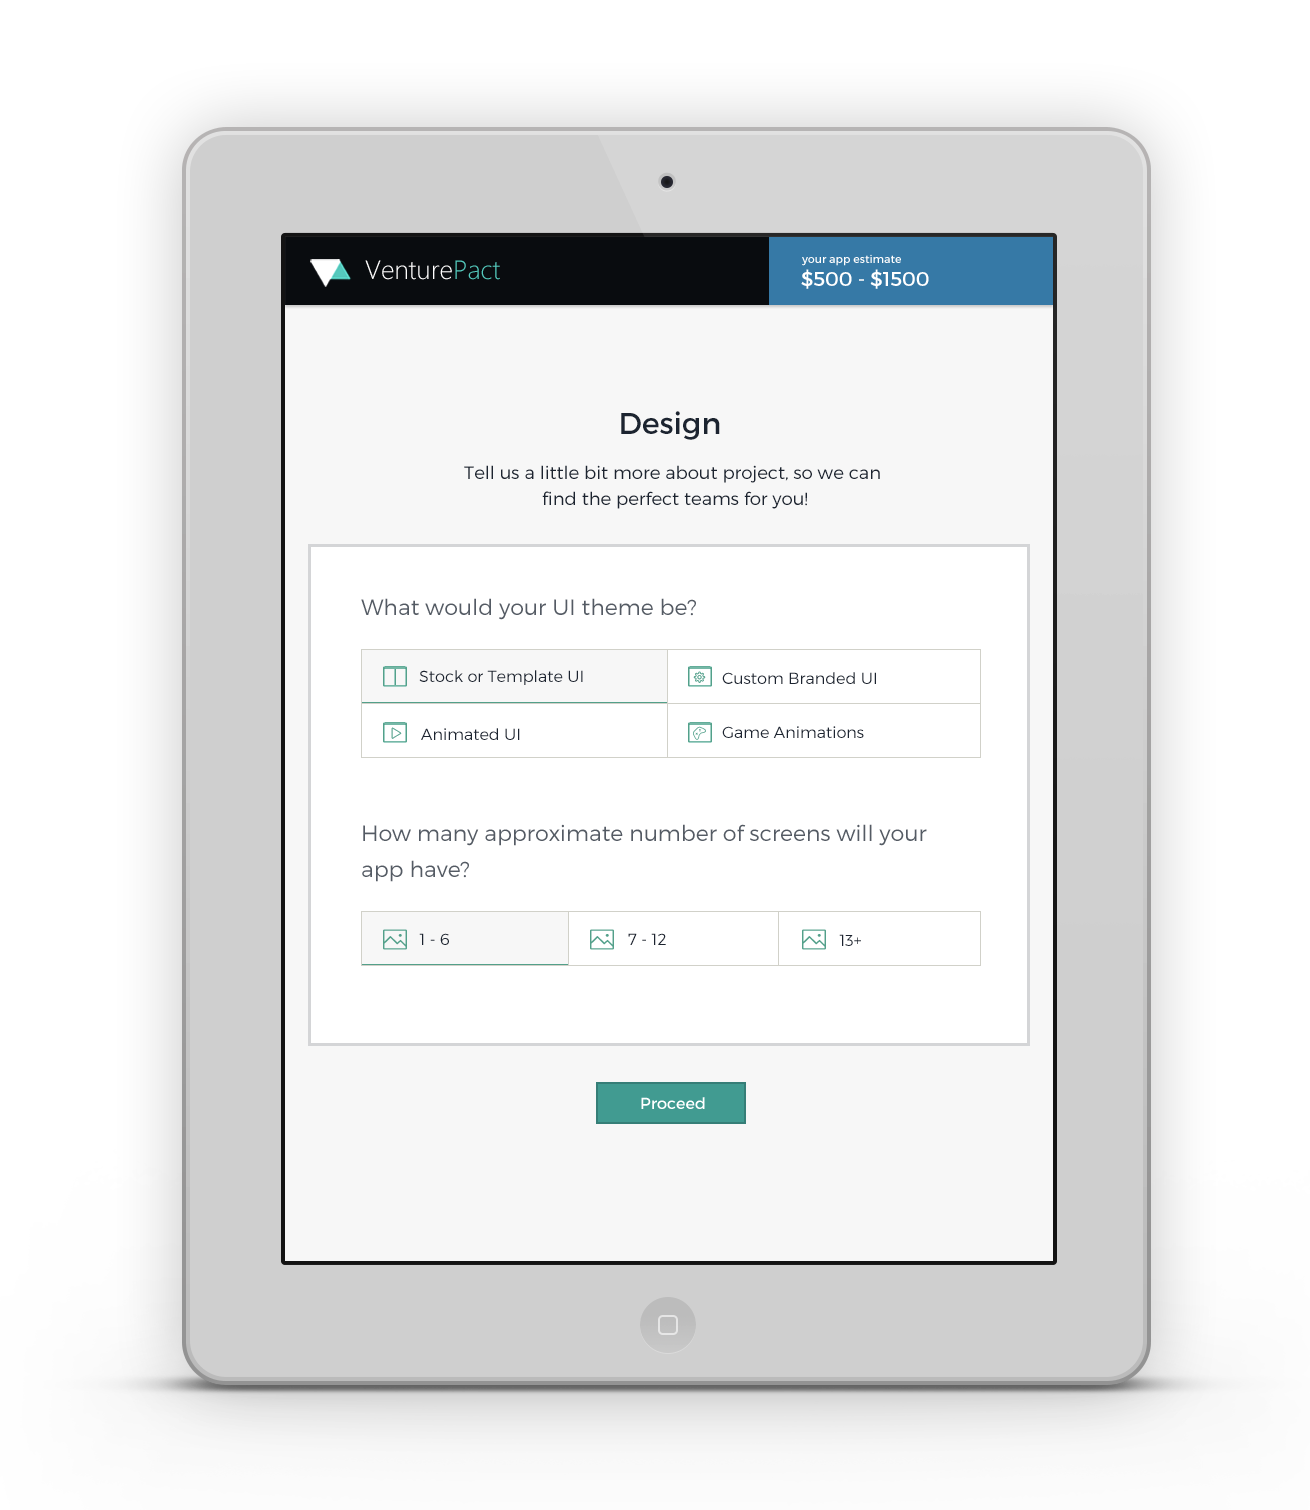 VenturePact
your app estimate
$500 - $1500
Design
Tell us a little bit more about project, so we can
find the perfect teams for you!
What would your UI theme be?
Stock or Template UI
Custom Branded UI
Animated UI
Game Animations
How many approximate number of screens will your
app have?
1 - 6
7 - 12
13+
Proceed